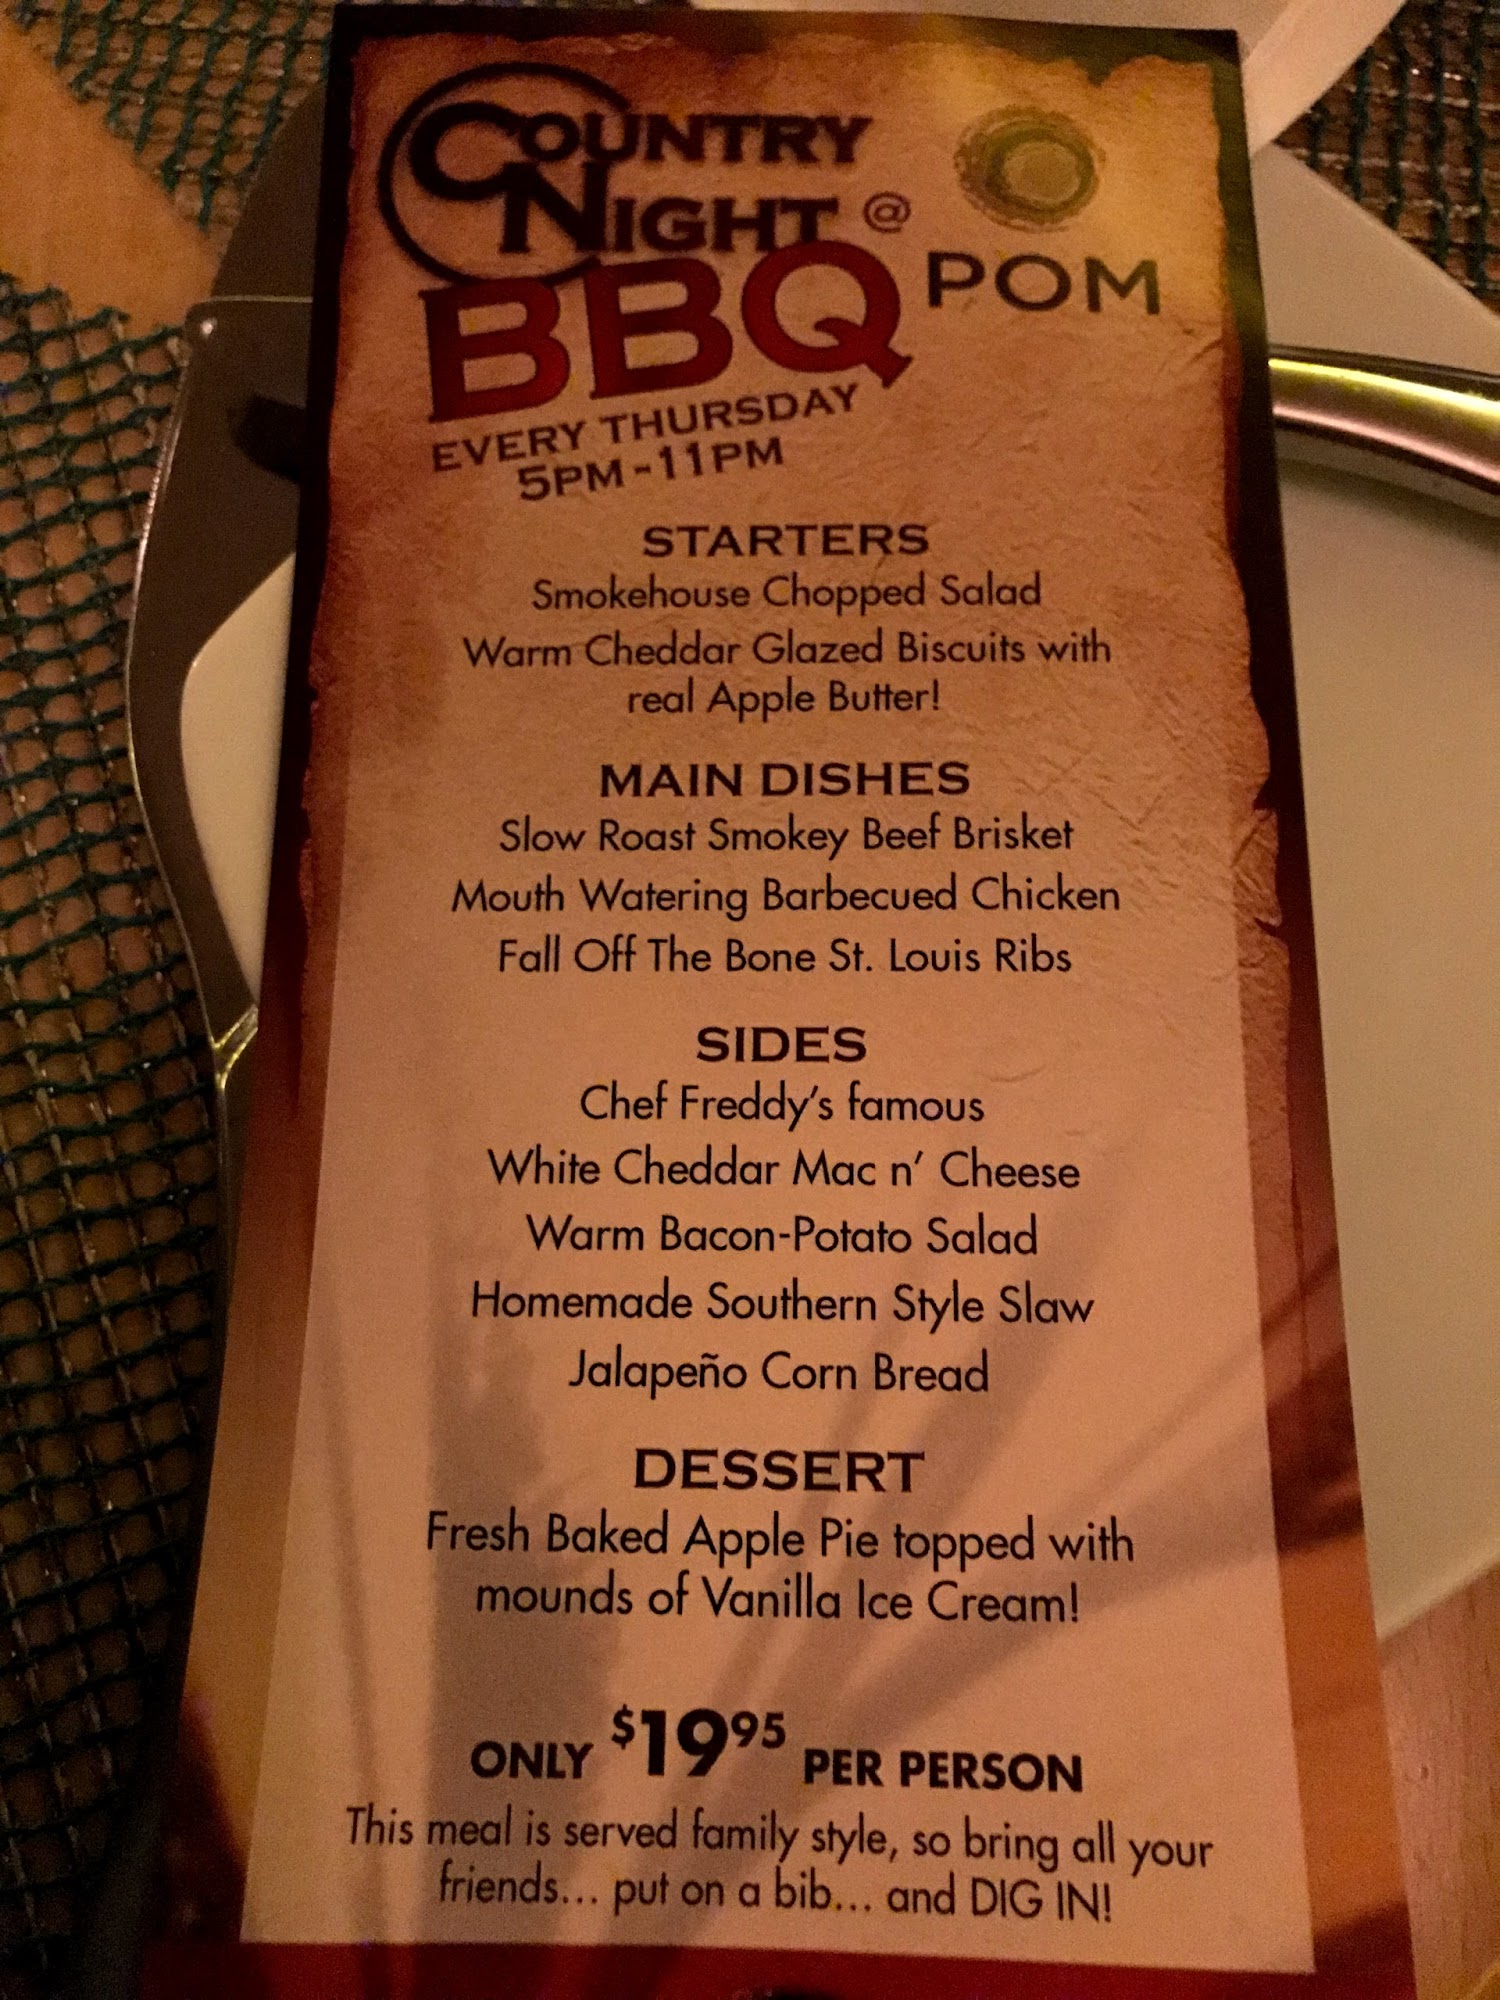 COUNTRY
NIGHT @
BBQ POM
EVERY THURSDAY
5PM-11PM
STARTERS
Smokehouse Chopped Salad
Warm Cheddar Glazed Biscuits with
real Apple Butter!
MAIN DISHES
Slow Roast Smokey Beef Brisket
Mouth Watering Barbecued Chicken
Fall Off The Bone St. Louis Ribs
SIDES
Chef Freddy's famous
White Cheddar Mac n' Cheese
Warm Bacon-Potato Salad
Homemade Southern Style Slaw
Jalapeño Corn Bread
DESSERT
Fresh Baked Apple Pie topped with
mounds of Vanilla Ice Cream!
ONLY $1995 PER PERSON
This meal is served family style, so bring all your
friends... put on a bib... and DIG IN!